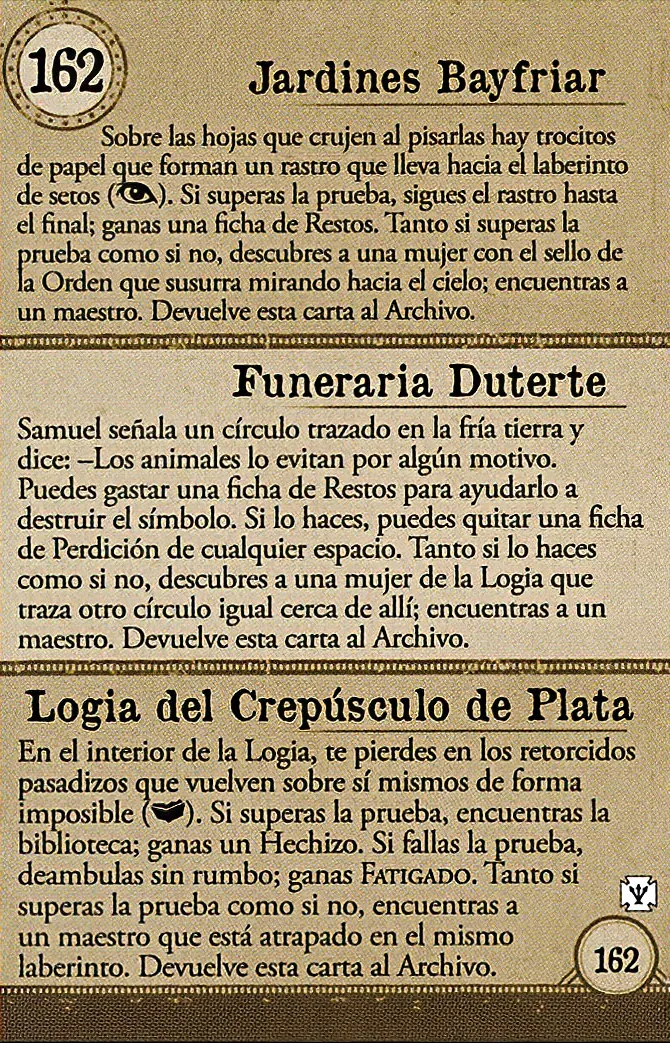 162
Jardines Bayfriar
Sobre las hojas que crujen al pisarlas hay trocitos
de papel que forman un rastro que lleva hacia el laberinto
de setos (). Si superas la prueba, sigues el rastro hasta
el final; ganas una ficha de Restos. Tanto si superas la
prueba como si no, descubres a una mujer con el sello de
la Orden que susurra mirando hacia el cielo; encuentras a
un maestro. Devuelve esta carta al Archivo.
Funeraria Duterte
Samuel señala un círculo trazado en la fría tierra y
dice: –Los animales lo evitan por algún motivo.
Puedes gastar una ficha de Restos para ayudarlo a
destruir el símbolo. Si lo haces, puedes quitar una ficha
de Perdición de cualquier espacio. Tanto si lo haces
como si no, descubres a una mujer de la Logia que
traza otro círculo igual cerca de allí; encuentras a un
maestro. Devuelve esta carta al Archivo.
Logia del Crepúsculo de Plata
En el interior de la Logia, te pierdes en los retorcidos
pasadizos que vuelven sobre sí mismos de forma
imposible (). Si superas la prueba, encuentras la
biblioteca; ganas un Hechizo. Si fallas la prueba,
deambulas sin rumbo; ganas FATIGADO. Tanto si
superas la prueba como si no, encuentras a
un maestro que está atrapado en el mismo
laberinto. Devuelve esta carta al Archivo.
162